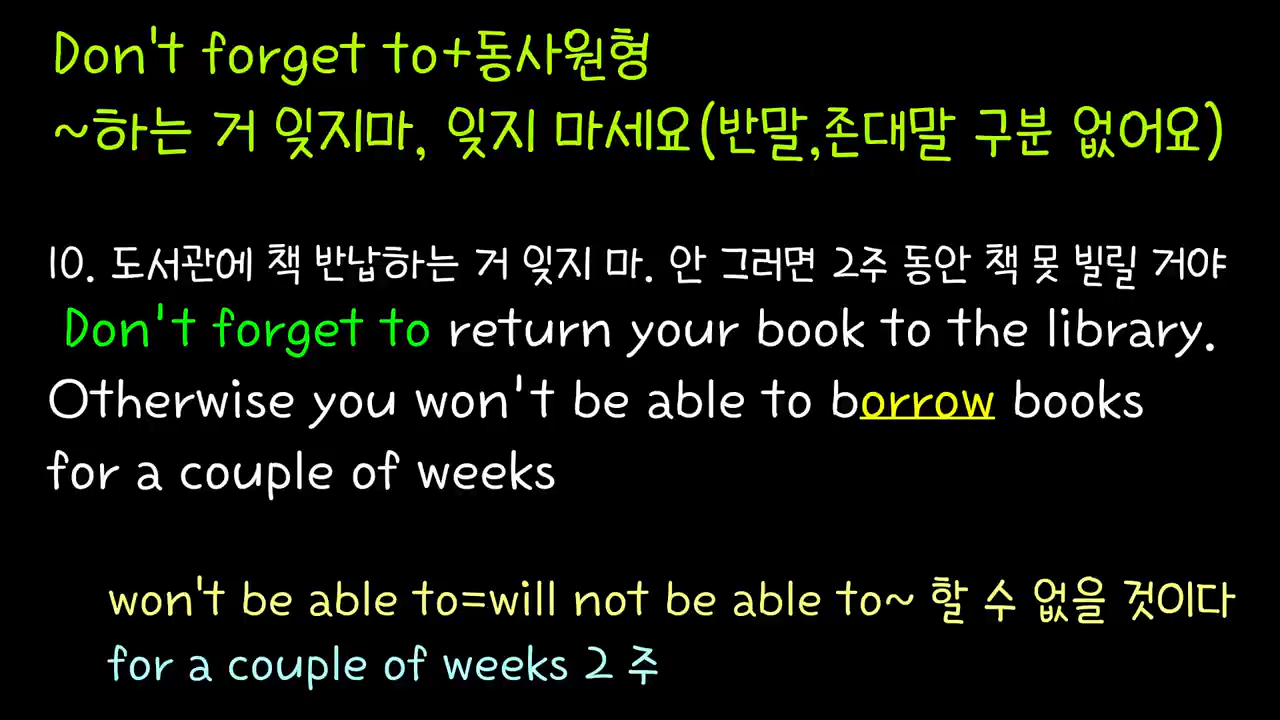 Don't forget to+동사원형
~하는 거 잊지마, 잊지 마세요(반말,존대말 구분 없어요)
10. 도서관에 책 반납하는 거 잊지 마. 안 그러면 2주 동안 책 못 빌릴 거야
Don't forget to return your book to the library.
Otherwise you won't be able to borrow books
for a couple of weeks
won't be able to=will not be able to~ 할 수 없을 것이다
for a couple of weeks 2 주